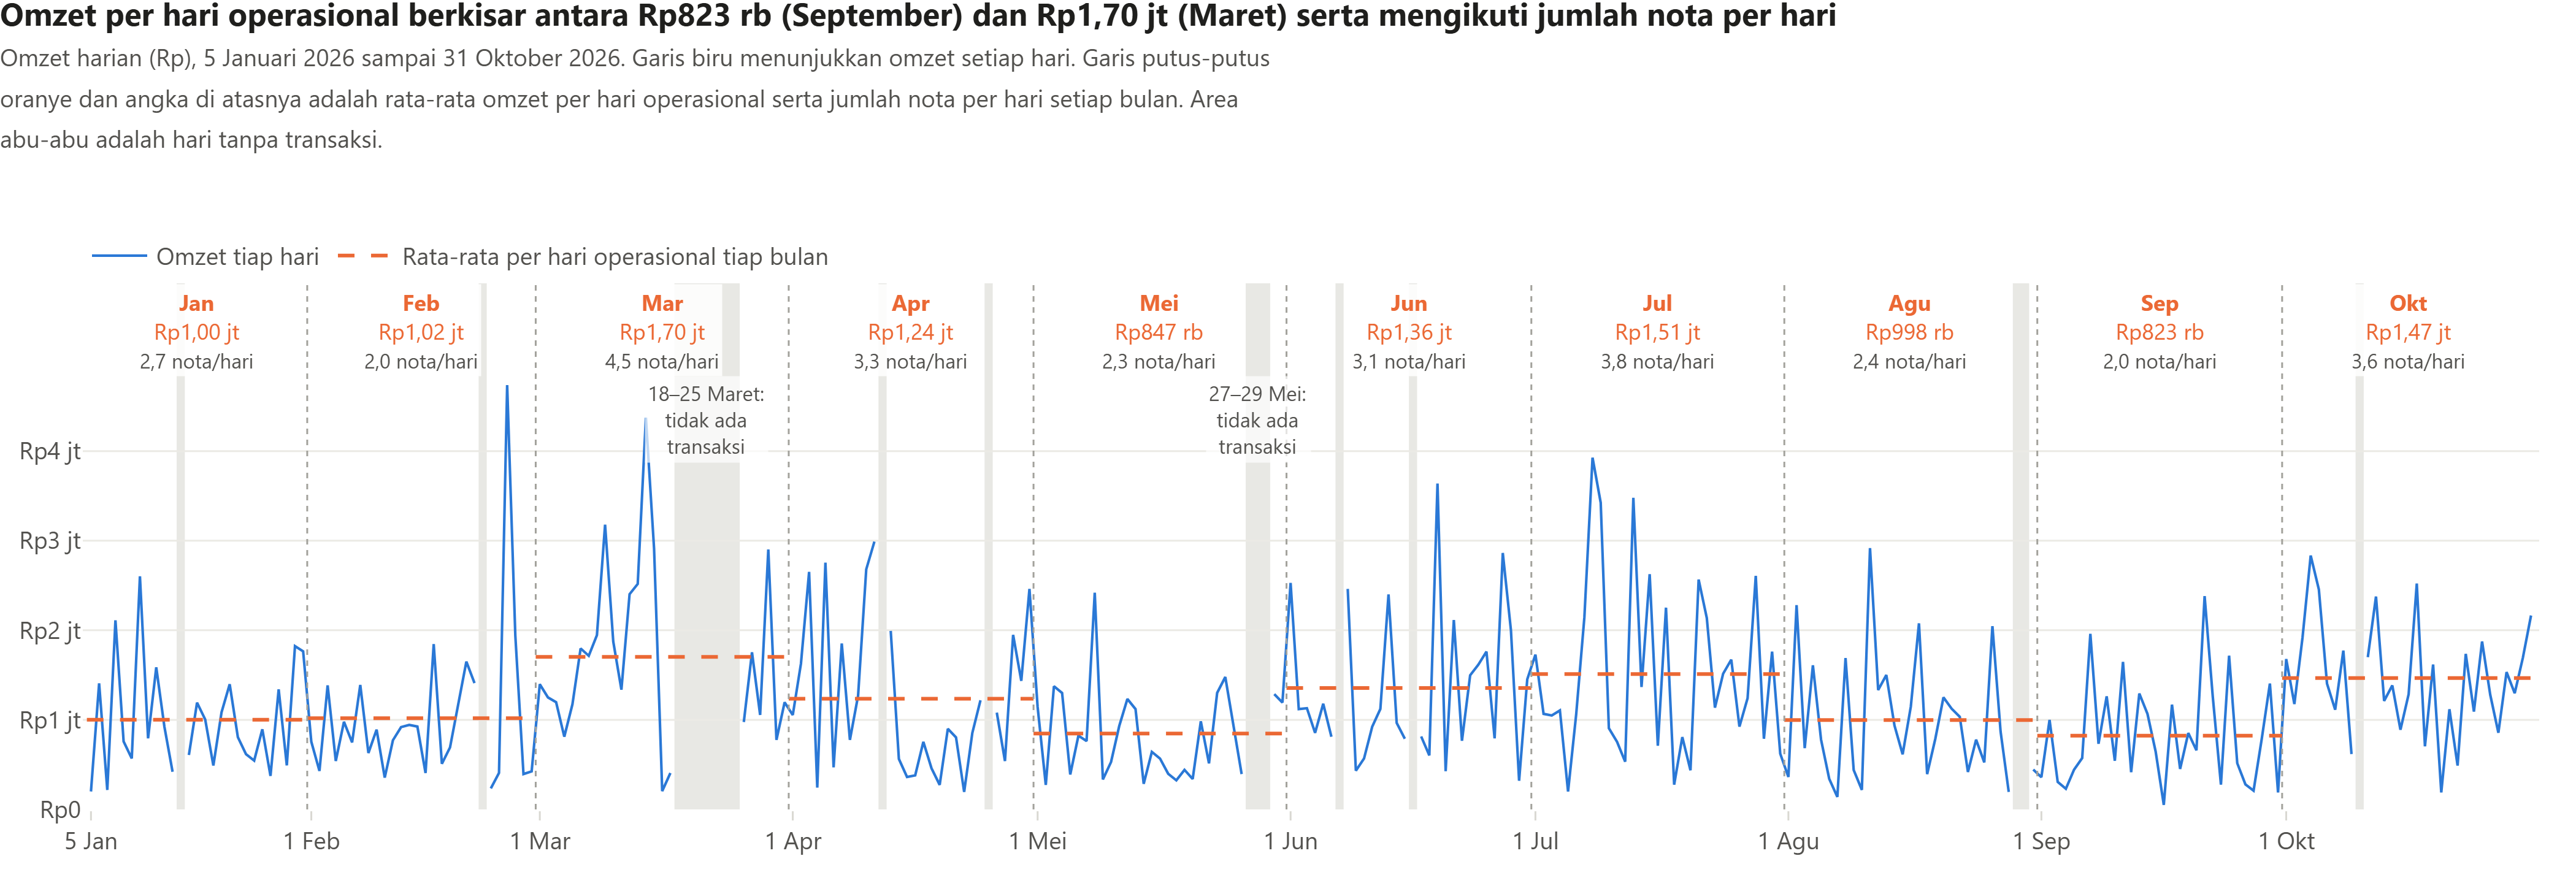 Omzet per hari operasional berkisar antara Rp823 rb (September) dan Rp1,70 jt (Maret) serta mengikuti jumlah nota per hari
Omzet harian (Rp), 5 Januari 2026 sampai 31 Oktober 2026. Garis biru menunjukkan omzet setiap hari. Garis putus-putus
oranye dan angka di atasnya adalah rata-rata omzet per hari operasional serta jumlah nota per hari setiap bulan. Area
abu-abu adalah hari tanpa transaksi.
Omzet tiap hari
Rata-rata per hari operasional tiap bulan
Jan
Rp1,00 jt
2,7 nota/hari
Feb
Rp1,02 jt
2,0 nota/hari
Mar
Rp1,70 jt
4,5 nota/hari
Apr
Rp1,24 jt
3,3 nota/hari
Mei
Rp847 rb
2,3 nota/hari
Jun
Rp1,36 jt
3,1 nota/hari
Jul
Rp1,51 jt
3,8 nota/hari
Agu
Rp998 rb
2,4 nota/hari
Sep
Rp823 rb
2,0 nota/hari
Okt
Rp1,47 jt
3,6 nota/hari
18–25 Maret:
tidak ada
transaksi
27–29 Mei:
tidak ada
transaksi
Rp4 jt
Rp3 jt
Rp2 jt
Rp1 jt
Rp0
5 Jan
1 Feb
1 Mar
1 Apr
1 Mei
1 Jun
1 Jul
1 Agu
1 Sep
1 Okt